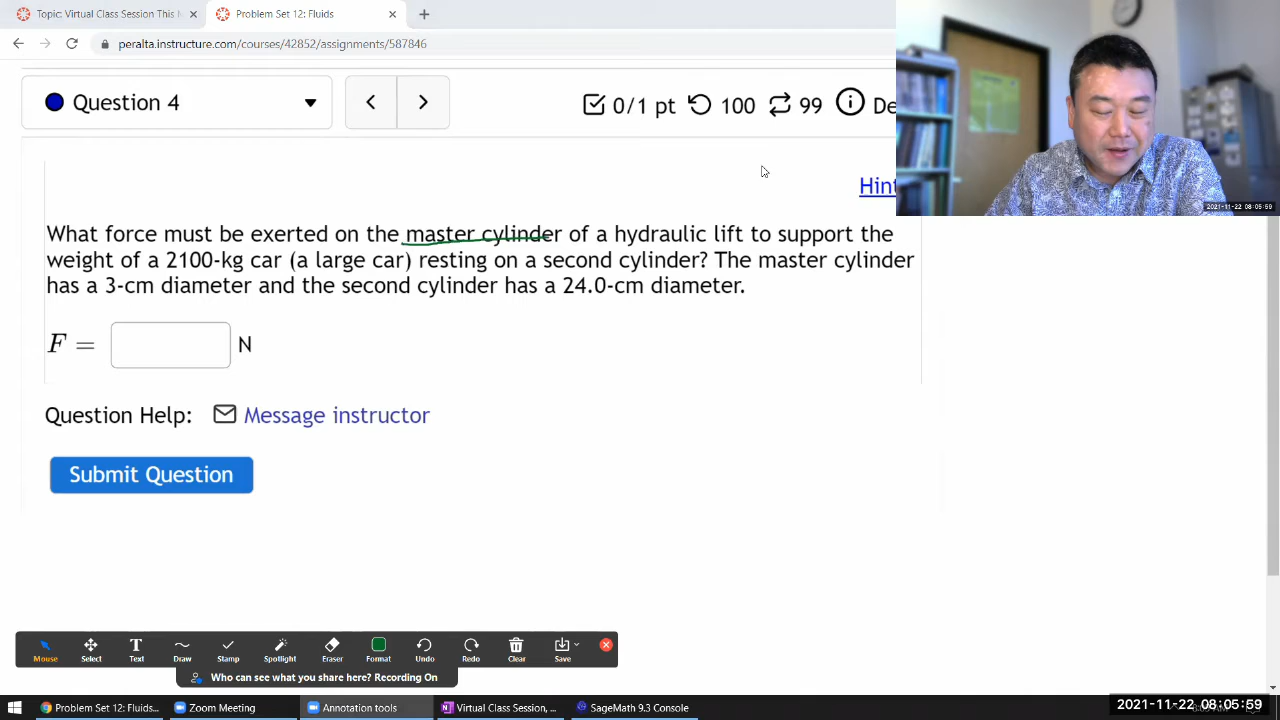 Topic: Virtual Class Session This
Problem Set 12: Fluids
peralta.instructure.com/courses/42852/assignments/587846
Question 4
0/1 pt
100
99
De
Hint
What force must be exerted on the master cylinder of a hydraulic lift to support the
weight of a 2100-kg car (a large car) resting on a second cylinder? The master cylinder
has a 3-cm diameter and the second cylinder has a 24.0-cm diameter.
F =
N
Question Help:
Message instructor
Submit Question
Mouse
Select
Text
Draw
Stamp
Spotlight
Eraser
Format
Undo
Redo
Clear
Save
Who can see what you share here? Recording On
Problem Set 12: Fluids...
Zoom Meeting
Annotation tools
Virtual Class Session, ...
SageMath 9.3 Console
2021-11-22 08:05:59
2021-11-22 08:05:59